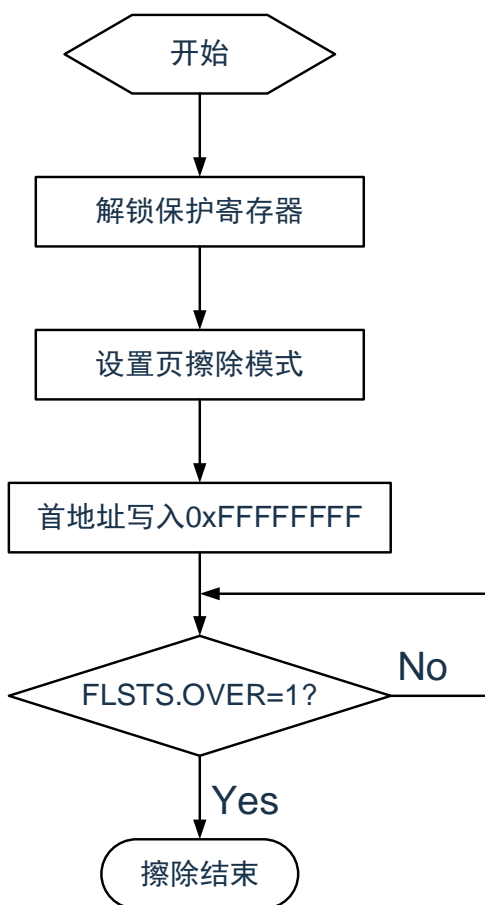 开始
解锁保护寄存器
设置页擦除模式
首地址写入0xFFFFFFFF
FLSTS.OVER=1?
No
Yes
擦除结束